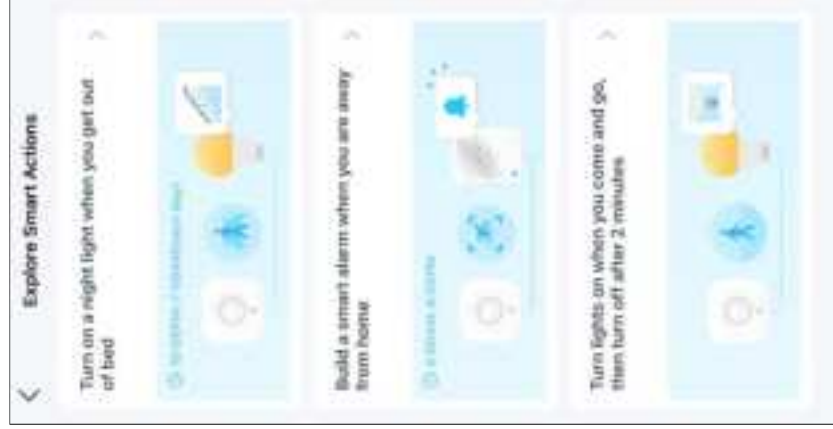 Explore Smart Actions
Turn on a night light when you get out
of bed
Build a smart alarm when you are away
from home
Turn lights on when you come and go,
then turn off after 2 minutes